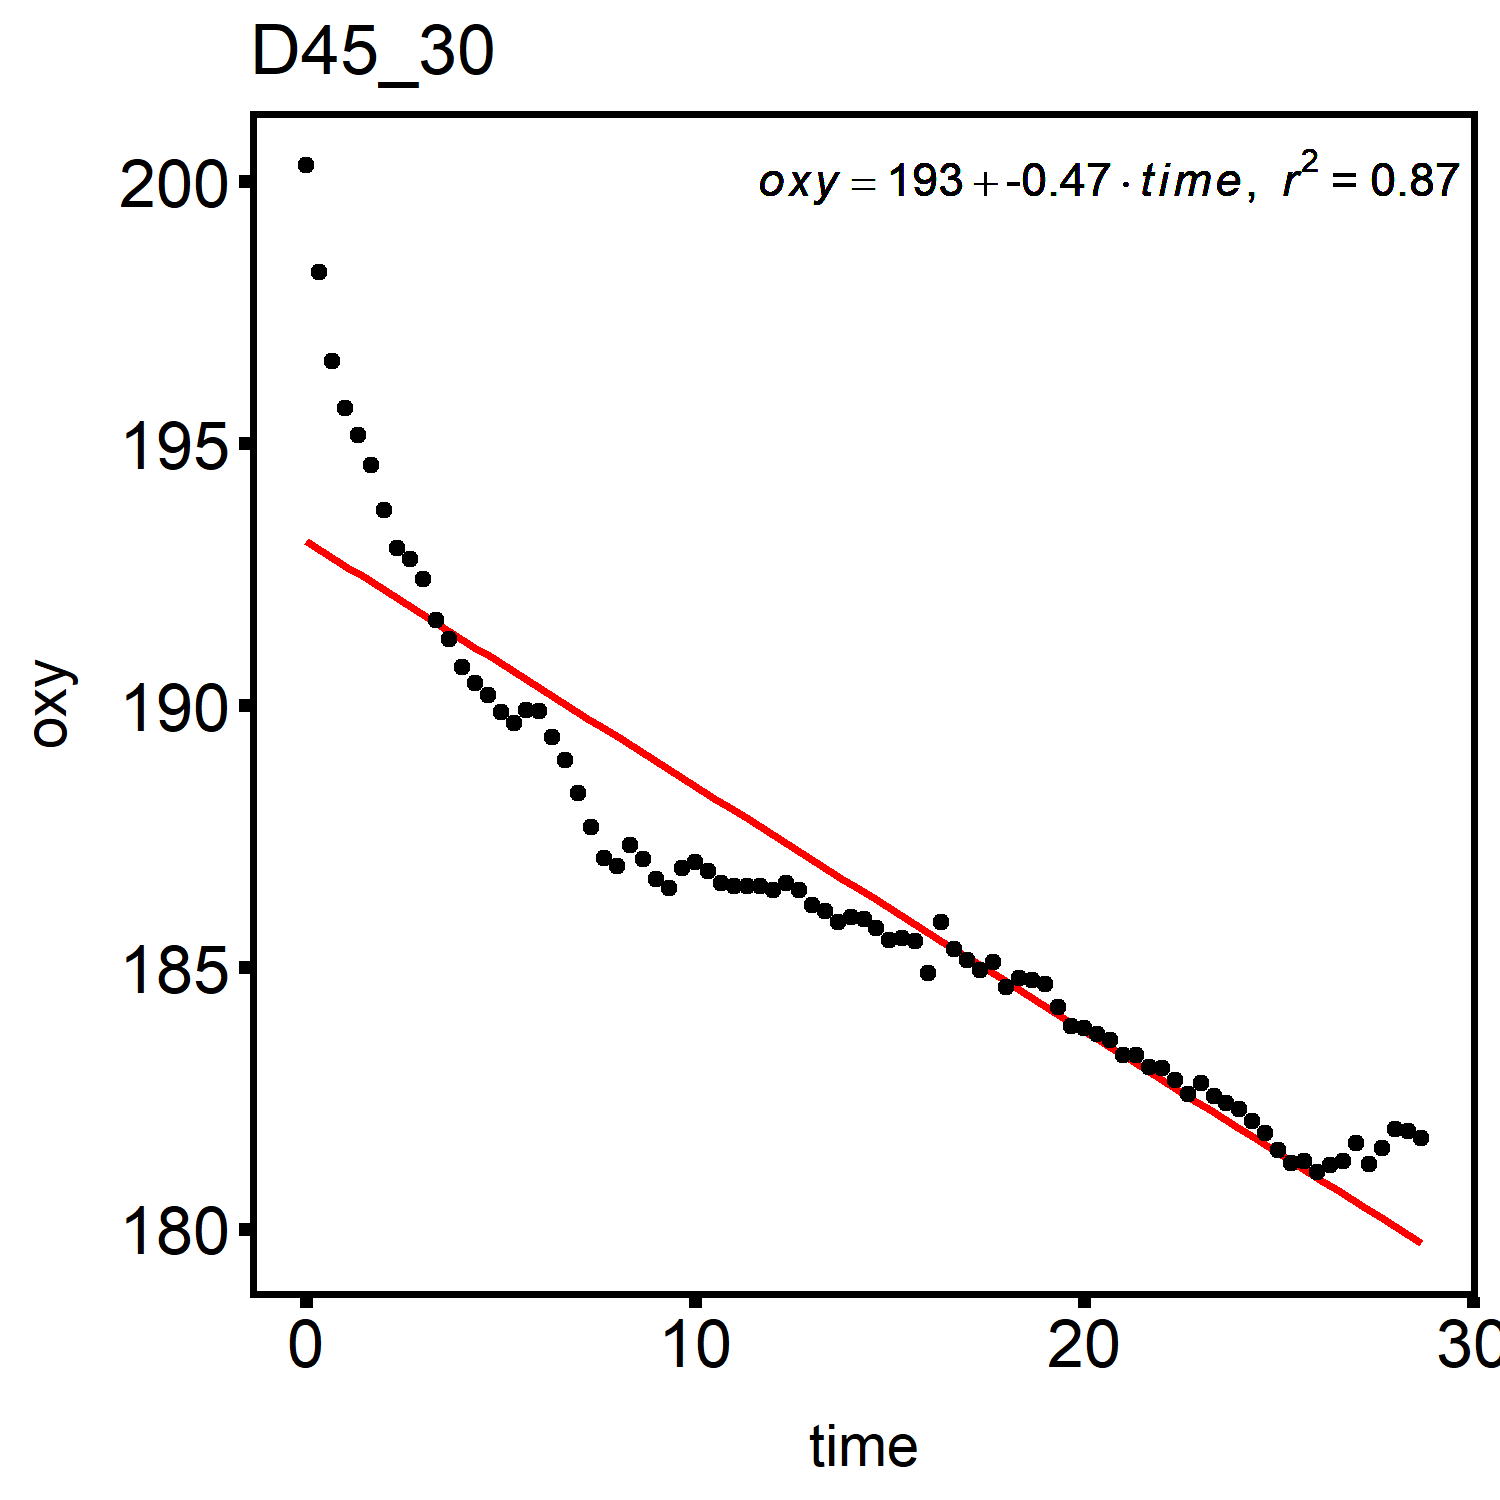 D45_30
oxy = 193 + -0.47 · time, r² = 0.87
200
195
190
185
180
oxy
0 10 20 30
time